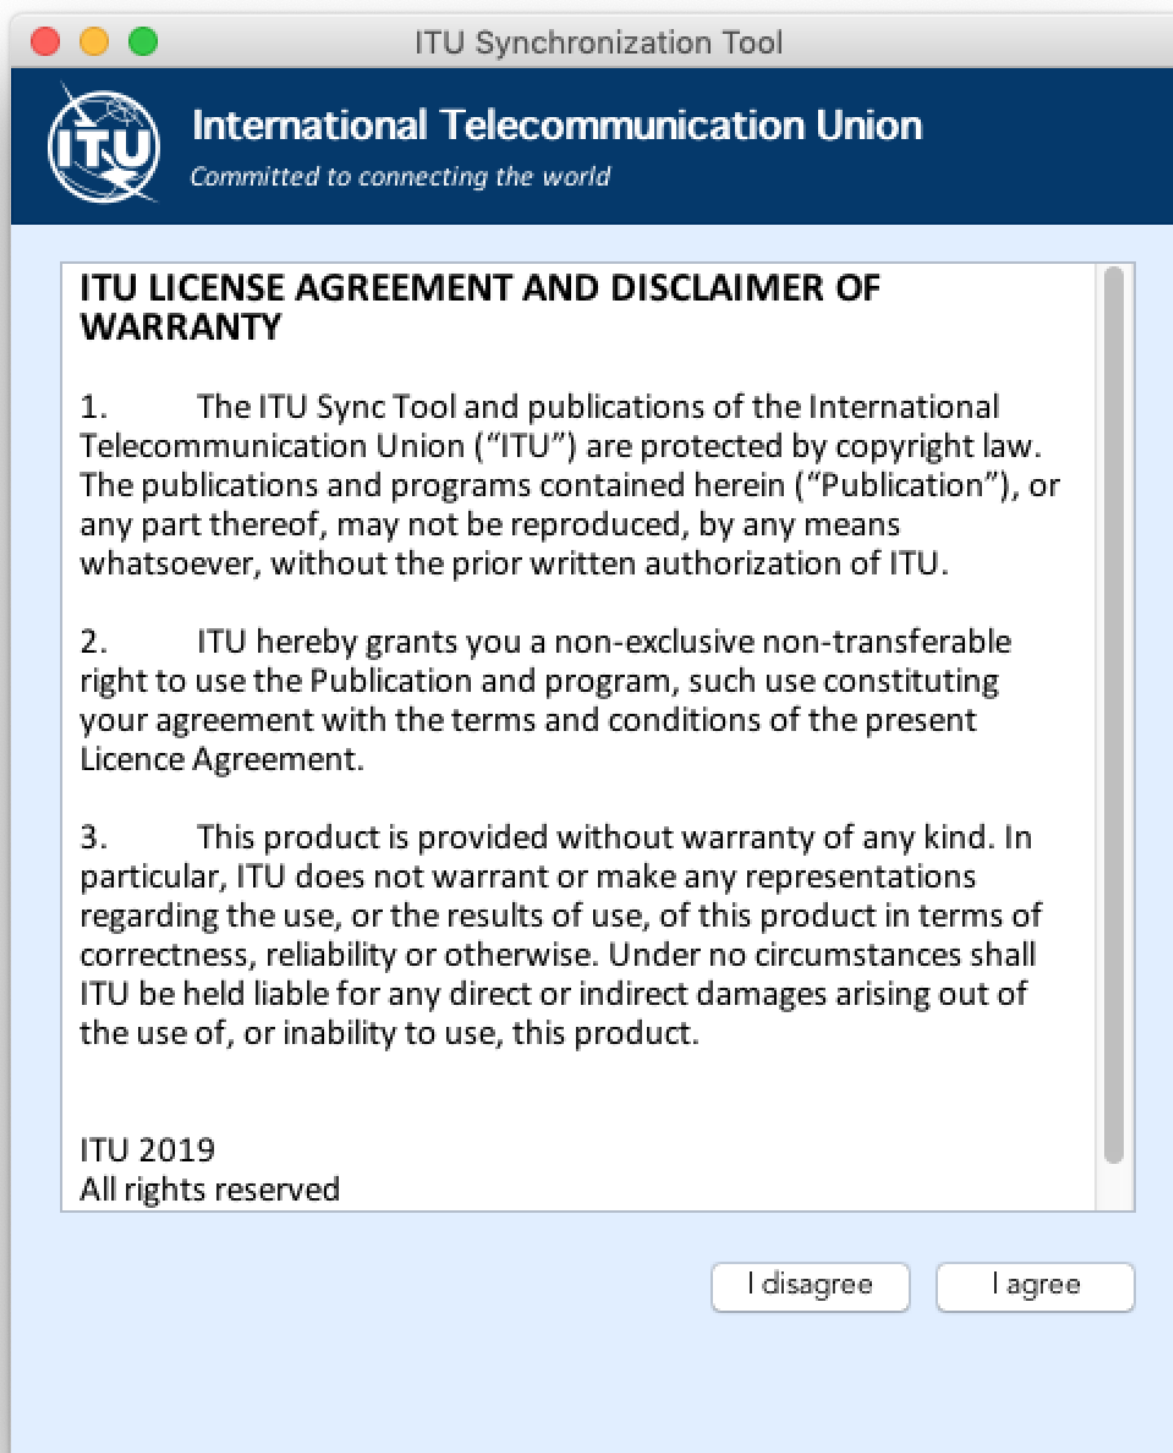 ITU Synchronization Tool
ITU
International Telecommunication Union
Committed to connecting the world
ITU LICENSE AGREEMENT AND DISCLAIMER OF
WARRANTY
1. The ITU Sync Tool and publications of the International
Telecommunication Union (“ITU”) are protected by copyright law.
The publications and programs contained herein (“Publication”), or
any part thereof, may not be reproduced, by any means
whatsoever, without the prior written authorization of ITU.
2. ITU hereby grants you a non-exclusive non-transferable
right to use the Publication and program, such use constituting
your agreement with the terms and conditions of the present
Licence Agreement.
3. This product is provided without warranty of any kind. In
particular, ITU does not warrant or make any representations
regarding the use, or the results of use, of this product in terms of
correctness, reliability or otherwise. Under no circumstances shall
ITU be held liable for any direct or indirect damages arising out of
the use of, or inability to use, this product.
ITU 2019
All rights reserved
I disagree
I agree